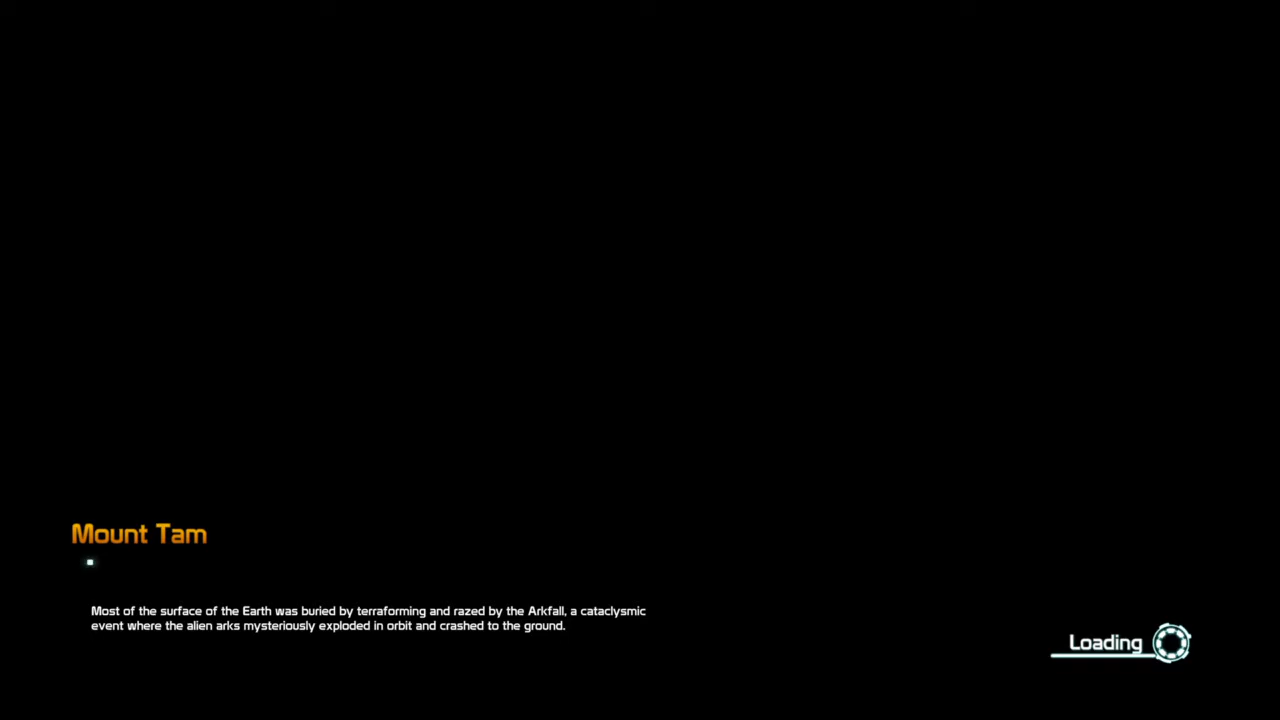 Mount Tam
Most of the surface of the Earth was buried by terraforming and razed by the Arkfall, a cataclysmic
event where the alien arks mysteriously exploded in orbit and crashed to the ground.
Loading